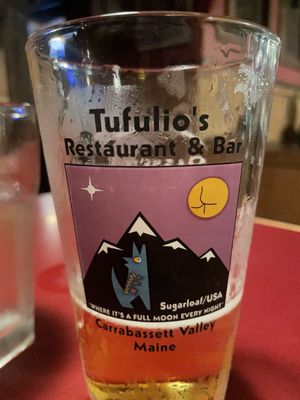 Tufulio's
Restaurant & Bar
Sugarloaf/USA
"WHERE IT'S A FULL MOON EVERY NIGHT"
Carrabassett Valley
Maine